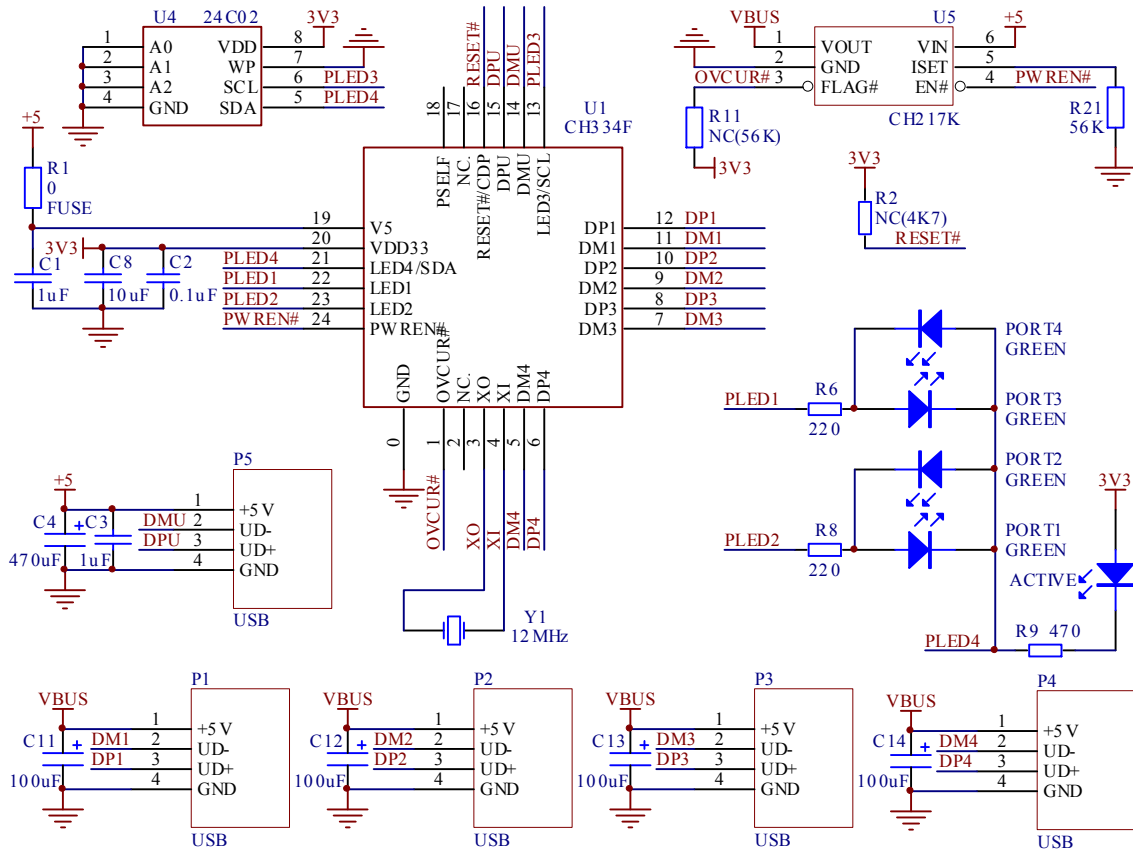 U4 24C02
1 A0 VDD 8 3V3
2 A1 WP 7
3 A2 SCL 6 PLED3
4 GND SDA 5 PLED4
RESET# DPU DMU PLED3
18 17 16 15 14 13
PSELF NC. RESET#/CDP DPU DMU LED3/SCL
U1
CH334F
VBUS U5 +5
1 VOUT VIN 6
2 GND ISET 5
OVCUR# 3 FLAG# EN# 4 PWREN#
CH217K
R11
NC(56K)
3V3
R21
56K
3V3
R2
NC(4K7)
RESET#
+5
R1
0
FUSE
19 V5
3V3 20 VDD33
PLED4 21 LED4/SDA
PLED1 22 LED1
PLED2 23 LED2
PWREN# 24 PWREN#
C1
1uF
C8
10uF
C2
0.1uF
DP1 12 DP1
DM1 11 DM1
DP2 10 DP2
DM2 9 DM2
DP3 8 DP3
DM3 7 DM3
GND OVCUR# NC. XO XI DM4 DP4
0 1 2 3 4 5 6
OVCUR# XO XI DM4 DP4
Y1
12MHz
PORT4
GREEN
PLED1 R6
220
PORT3
GREEN
PORT2
GREEN
PLED2 R8
220
PORT1
GREEN
3V3
ACTIVE
PLED4 R9 470
P5
+5
1 +5V
DMU 2 UD-
DPU 3 UD+
4 GND
C4
470uF
C3
1uF
USB
P1
VBUS
1 +5V
C11 DM1 2 UD-
DP1 3 UD+
100uF 4 GND
USB
P2
VBUS
1 +5V
C12 DM2 2 UD-
DP2 3 UD+
100uF 4 GND
USB
P3
VBUS
1 +5V
C13 DM3 2 UD-
DP3 3 UD+
100uF 4 GND
USB
P4
VBUS
1 +5V
C14 DM4 2 UD-
DP4 3 UD+
100uF 4 GND
USB